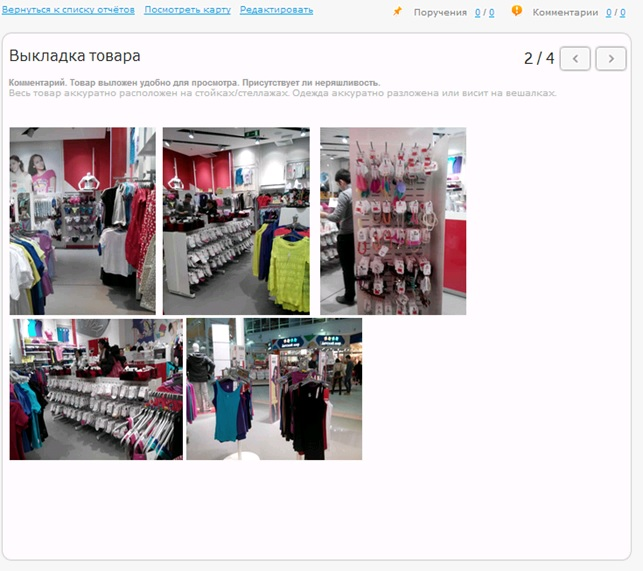 Вернуться к списку отчётов Посмотреть карту Редактировать Поручения 0 / 0 Комментарии 0 / 0
Выкладка товара 2 / 4
Комментарий. Товар выложен удобно для просмотра. Присутствует ли неряшливость.
Весь товар аккуратно расположен на стойках/стеллажах. Одежда аккуратно разложена или висит на вешалках.